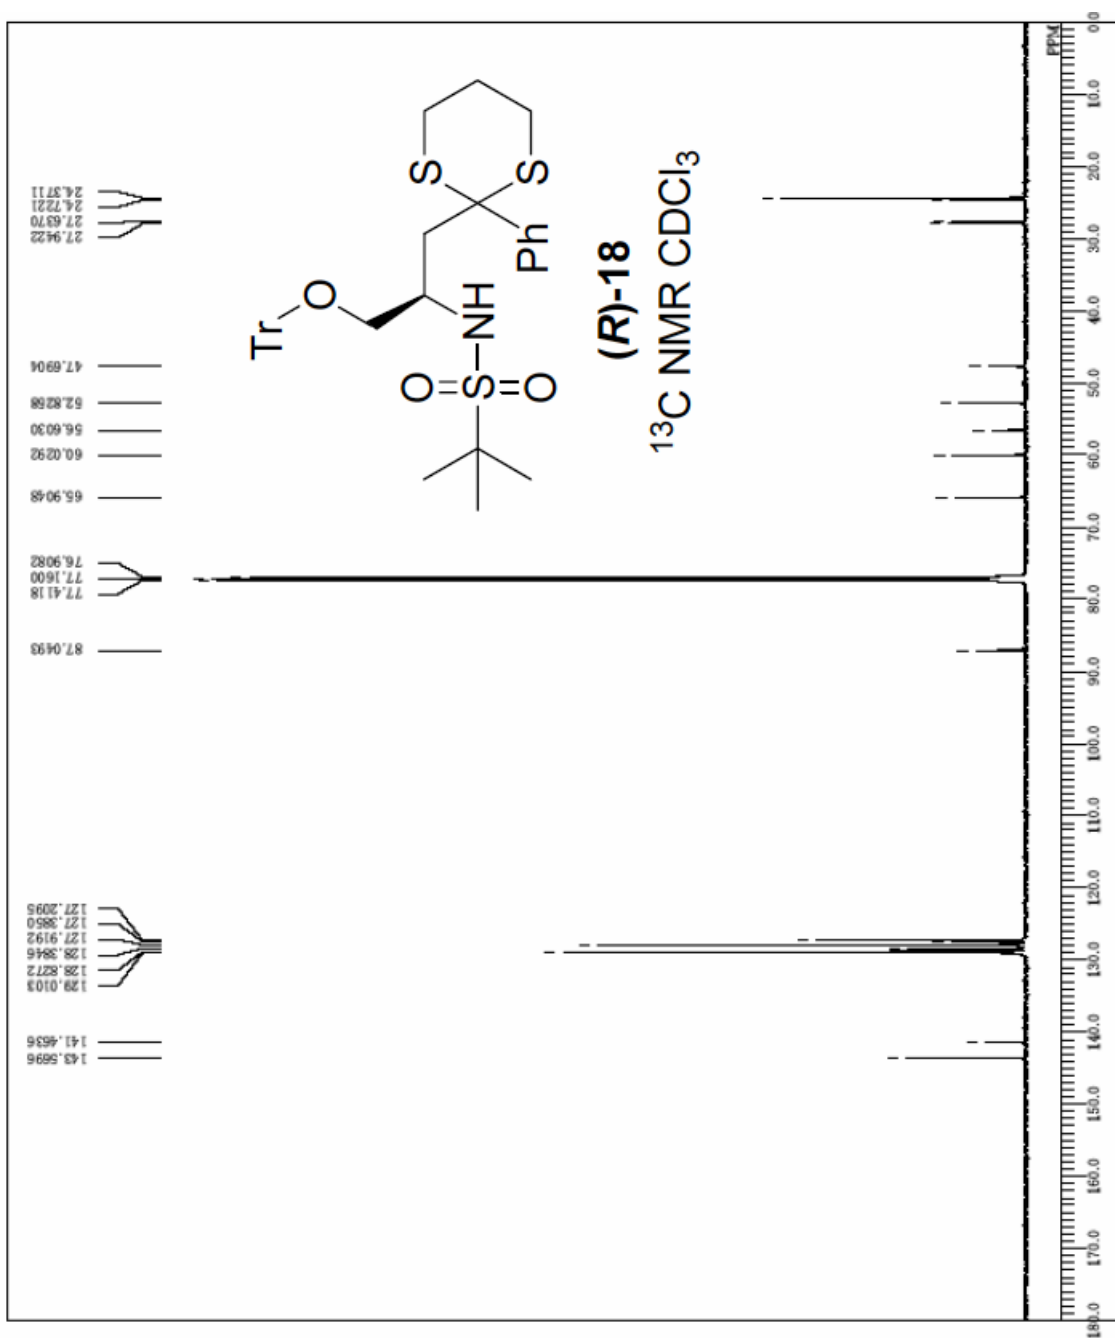 143.5696
141.4636
129.0103
128.8272
128.3846
127.9192
127.3850
127.2095
87.0493
77.4118
77.1600
76.9082
65.9048
60.0292
56.6030
52.8258
47.6904
27.9422
27.6370
24.7221
24.3711
Tr
O
O
S
S
NH
O
Ph
S
(R)-18
¹³C NMR CDCl₃
PPM
180.0 170.0 160.0 150.0 140.0 130.0 120.0 110.0 100.0 90.0 80.0 70.0 60.0 50.0 40.0 30.0 20.0 10.0 0.0